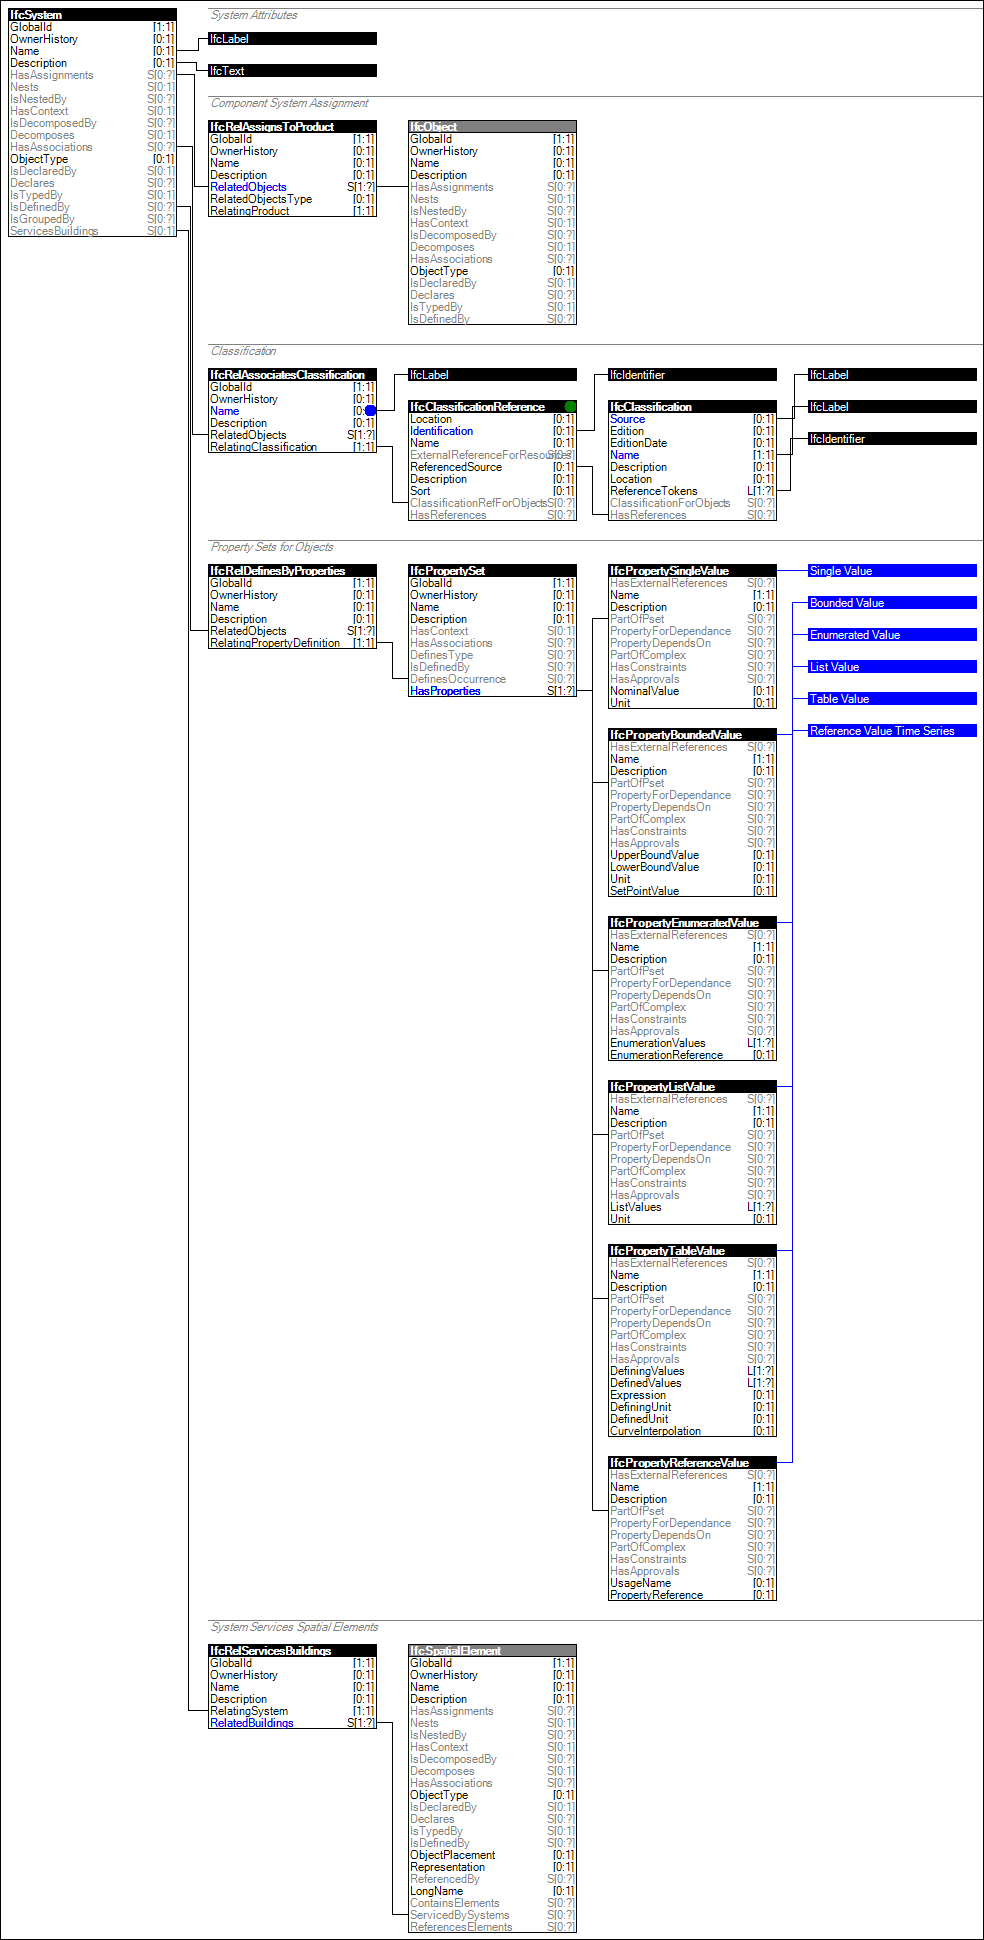 IfcSystem
GlobalId [1:1]
OwnerHistory [0:1]
Name [0:1]
Description [0:1]
HasAssignments S[0:?]
Nests S[0:1]
IsNestedBy S[0:?]
HasContext S[0:1]
IsDecomposedBy S[0:?]
Decomposes S[0:1]
HasAssociations S[0:?]
ObjectType [0:1]
IsDeclaredBy S[0:1]
Declares S[0:?]
IsTypedBy S[0:1]
IsDefinedBy S[0:?]
IsGroupedBy S[0:?]
ServicesBuildings S[0:1]
System Attributes
IfcLabel
IfcText
Component System Assignment
IfcRelAssignsToProduct
GlobalId [1:1]
OwnerHistory [0:1]
Name [0:1]
Description [0:1]
RelatedObjects S[1:?]
RelatedObjectsType [0:1]
RelatingProduct [1:1]
IfcObject
GlobalId [1:1]
OwnerHistory [0:1]
Name [0:1]
Description [0:1]
HasAssignments S[0:?]
Nests S[0:1]
IsNestedBy S[0:?]
HasContext S[0:1]
IsDecomposedBy S[0:?]
Decomposes S[0:1]
HasAssociations S[0:?]
ObjectType [0:1]
IsDeclaredBy S[0:1]
Declares S[0:?]
IsTypedBy S[0:1]
IsDefinedBy S[0:?]
Classification
IfcRelAssociatesClassification
GlobalId [1:1]
OwnerHistory [0:1]
Name [0:
Description [0:1]
RelatedObjects S[1:?]
RelatingClassification [1:1]
IfcLabel
IfcClassificationReference
Location [0:1]
Identification [0:1]
Name [0:1]
ExternalReferenceForResources S[0:?]
ReferencedSource [0:1]
Description [0:1]
Sort [0:1]
ClassificationRefForObjects S[0:?]
HasReferences S[0:?]
IfcIdentifier
IfcClassification
Source [0:1]
Edition [0:1]
EditionDate [0:1]
Name [1:1]
Description [0:1]
Location [0:1]
ReferenceTokens L[1:?]
ClassificationForObjects S[0:?]
HasReferences S[0:?]
IfcLabel
IfcLabel
IfcIdentifier
Property Sets for Objects
IfcRelDefinesByProperties
GlobalId [1:1]
OwnerHistory [0:1]
Name [0:1]
Description [0:1]
RelatedObjects S[1:?]
RelatingPropertyDefinition [1:1]
IfcPropertySet
GlobalId [1:1]
OwnerHistory [0:1]
Name [0:1]
Description [0:1]
HasContext S[0:1]
HasAssociations S[0:?]
DefinesType S[0:?]
IsDefinedBy S[0:?]
DefinesOccurrence S[0:?]
HasProperties S[1:?]
IfcPropertySingleValue
HasExternalReferences S[0:?]
Name [1:1]
Description [0:1]
PartOfPset S[0:?]
PropertyForDependance S[0:?]
PropertyDependsOn S[0:?]
PartOfComplex S[0:?]
HasConstraints S[0:?]
HasApprovals S[0:?]
NominalValue [0:1]
Unit [0:1]
Single Value
Bounded Value
Enumerated Value
List Value
Table Value
Reference Value Time Series
IfcPropertyBoundedValue
HasExternalReferences S[0:?]
Name [1:1]
Description [0:1]
PartOfPset S[0:?]
PropertyForDependance S[0:?]
PropertyDependsOn S[0:?]
PartOfComplex S[0:?]
HasConstraints S[0:?]
HasApprovals S[0:?]
UpperBoundValue [0:1]
LowerBoundValue [0:1]
Unit [0:1]
SetPointValue [0:1]
IfcPropertyEnumeratedValue
HasExternalReferences S[0:?]
Name [1:1]
Description [0:1]
PartOfPset S[0:?]
PropertyForDependance S[0:?]
PropertyDependsOn S[0:?]
PartOfComplex S[0:?]
HasConstraints S[0:?]
HasApprovals S[0:?]
EnumerationValues L[1:?]
EnumerationReference [0:1]
IfcPropertyListValue
HasExternalReferences S[0:?]
Name [1:1]
Description [0:1]
PartOfPset S[0:?]
PropertyForDependance S[0:?]
PropertyDependsOn S[0:?]
PartOfComplex S[0:?]
HasConstraints S[0:?]
HasApprovals S[0:?]
ListValues L[1:?]
Unit [0:1]
IfcPropertyTableValue
HasExternalReferences S[0:?]
Name [1:1]
Description [0:1]
PartOfPset S[0:?]
PropertyForDependance S[0:?]
PropertyDependsOn S[0:?]
PartOfComplex S[0:?]
HasConstraints S[0:?]
HasApprovals S[0:?]
DefiningValues L[1:?]
DefinedValues L[1:?]
Expression [0:1]
DefiningUnit [0:1]
DefinedUnit [0:1]
CurveInterpolation [0:1]
IfcPropertyReferenceValue
HasExternalReferences S[0:?]
Name [1:1]
Description [0:1]
PartOfPset S[0:?]
PropertyForDependance S[0:?]
PropertyDependsOn S[0:?]
PartOfComplex S[0:?]
HasConstraints S[0:?]
HasApprovals S[0:?]
UsageName [0:1]
PropertyReference [0:1]
System Services Spatial Elements
IfcRelServicesBuildings
GlobalId [1:1]
OwnerHistory [0:1]
Name [0:1]
Description [0:1]
RelatingSystem [1:1]
RelatedBuildings S[1:?]
IfcSpatialElement
GlobalId [1:1]
OwnerHistory [0:1]
Name [0:1]
Description [0:1]
HasAssignments S[0:?]
Nests S[0:1]
IsNestedBy S[0:?]
HasContext S[0:1]
IsDecomposedBy S[0:?]
Decomposes S[0:1]
HasAssociations S[0:?]
ObjectType [0:1]
IsDeclaredBy S[0:1]
Declares S[0:?]
IsTypedBy S[0:1]
IsDefinedBy S[0:?]
ObjectPlacement [0:1]
Representation [0:1]
ReferencedBy S[0:?]
LongName [0:1]
ContainsElements S[0:?]
ServicedBySystems S[0:?]
ReferencesElements S[0:?]